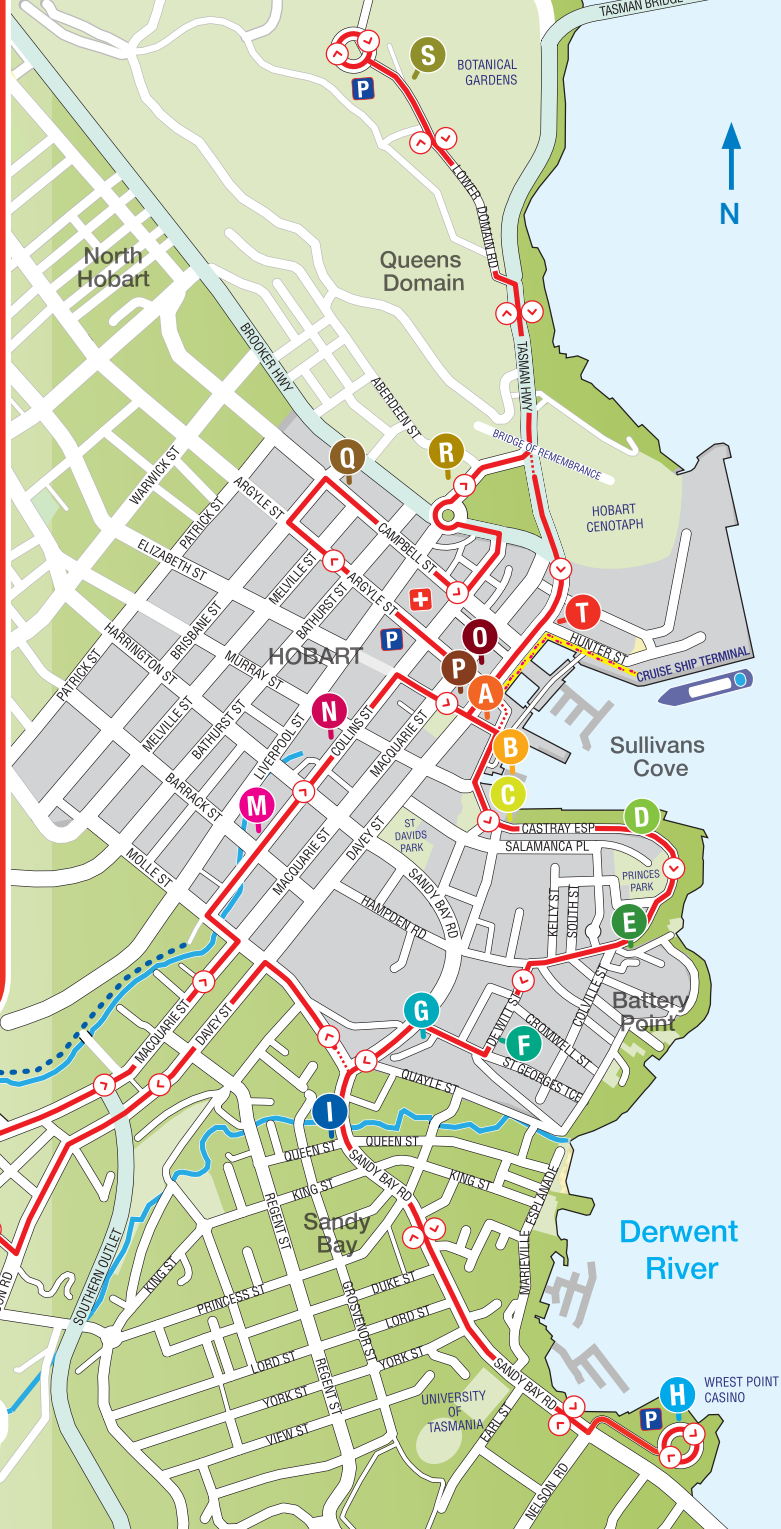 TASMAN BRIDGE
S
BOTANICAL
GARDENS
P
LOWER DOMAIN RD
N
North
Hobart
Queens
Domain
BROOKER HWY
TASMAN HWY
ABERDEEN ST
BRIDGE OF REMEMBRANCE
Q
R
WARWICK ST
ARGYLE ST
PATRICK ST
HOBART
CENOTAPH
CAMPBELL ST
ELIZABETH ST
MELVILLE ST
ARGYLE ST
BATHURST ST
T
HUNTER ST
CRUISE SHIP TERMINAL
O
P
HARRINGTON ST
BRISBANE ST
HOBART
P
A
PATRICK ST
MURRAY ST
MELVILLE ST
BATHURST ST
LIVERPOOL ST
N
COLLINS ST
MACQUARIE ST
B
Sullivans
Cove
C
M
BARRACK ST
D
CASTRAY ESP
SALAMANCA PL
ST
DAVIDS
PARK
DAVEY ST
MACQUARIE ST
MOLLE ST
SANDY BAY RD
HAMPDEN RD
KELLY ST
SOUTH ST
PRINCES
PARK
E
Battery
Point
COLVILLE ST
G
DE WITT ST
F
CROMWELL ST
ST GEORGES TCE
MACQUARIE ST
DAVEY ST
QUAYLE ST
I
QUEEN ST
QUEEN ST
SANDY BAY RD
KING ST
KING ST
Sandy
Bay
REGENT ST
MARIEVILLE ESPLANADE
Derwent
River
SOUTHERN OUTLET
KING ST
PRINCESS ST
GROSVENOR ST
DUKE ST
LORD ST
LORD ST
YORK ST
YORK ST
REGENT ST
VIEW ST
SANDY BAY RD
UNIVERSITY
OF
TASMANIA
EARL ST
NELSON RD
P
H
WREST POINT
CASINO